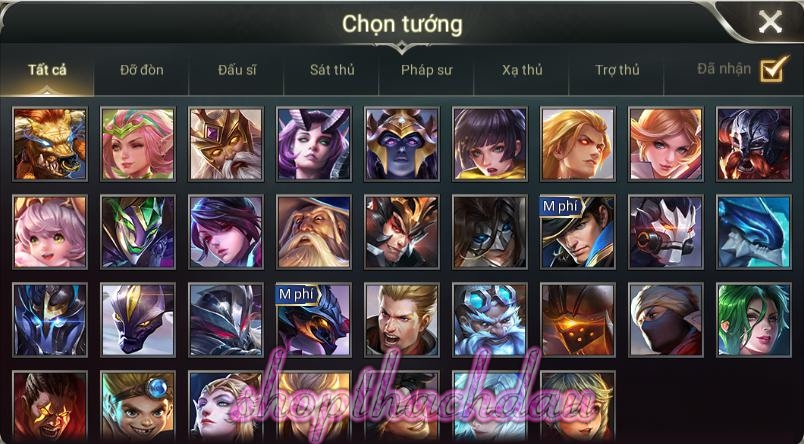 Chọn tướng
Tất cả Đỡ đòn Đấu sĩ Sát thủ Pháp sư Xạ thủ Trợ thủ Đã nhận
M phí
M phí
shopthachdau